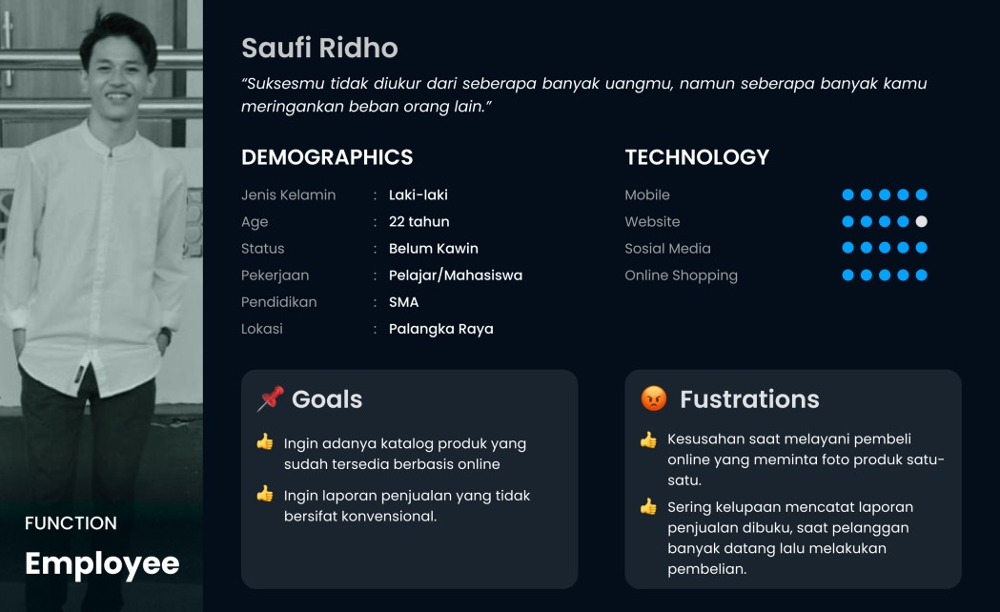 Saufi Ridho
“Suksesmu tidak diukur dari seberapa banyak uangmu, namun seberapa banyak kamu
meringankan beban orang lain.”
DEMOGRAPHICS
Jenis Kelamin : Laki-laki
Age : 22 tahun
Status : Belum Kawin
Pekerjaan : Pelajar/Mahasiswa
Pendidikan : SMA
Lokasi : Palangka Raya
TECHNOLOGY
Mobile
Website
Sosial Media
Online Shopping
Goals
Ingin adanya katalog produk yang
sudah tersedia berbasis online
Ingin laporan penjualan yang tidak
bersifat konvensional.
Fustrations
Kesusahan saat melayani pembeli
online yang meminta foto produk satu-
satu.
Sering kelupaan mencatat laporan
penjualan dibuku, saat pelanggan
banyak datang lalu melakukan
pembelian.
FUNCTION
Employee